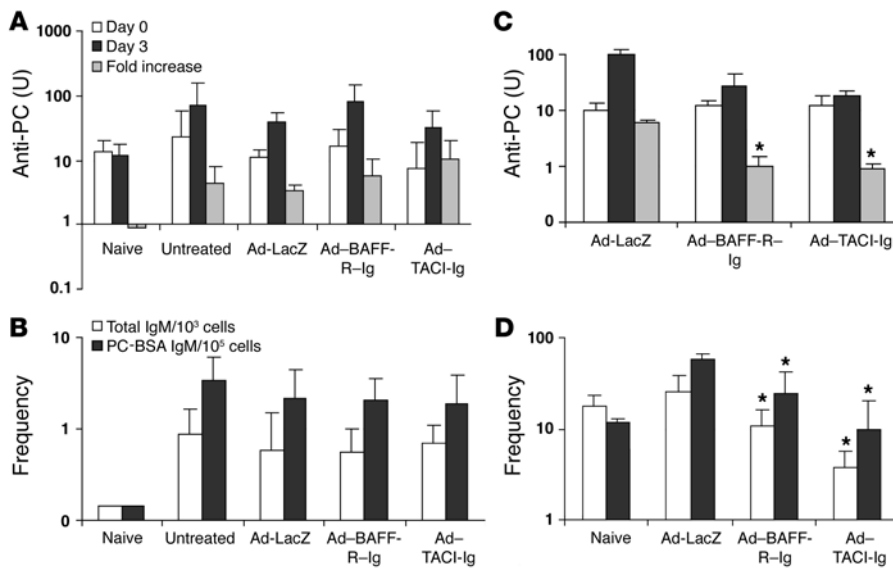 A
1000
100
10
1
0.1
Anti-PC (U)
Day 0
Day 3
Fold increase
Naive
Untreated
Ad-LacZ
Ad–BAFF-
R–Ig
Ad–
TACI-Ig
C
100
10
1
0
Anti-PC (U)
*
*
Ad-LacZ
Ad–BAFF-R–
Ig
Ad–TACI-Ig
B
10
1
0
Frequency
Total IgM/10³ cells
PC-BSA IgM/10⁵ cells
Naive
Untreated
Ad-LacZ
Ad–BAFF-
R–Ig
Ad–
TACI-Ig
D
100
10
1
Frequency
*
*
*
*
Naive
Ad-LacZ
Ad–BAFF-
R–Ig
Ad–
TACI-Ig